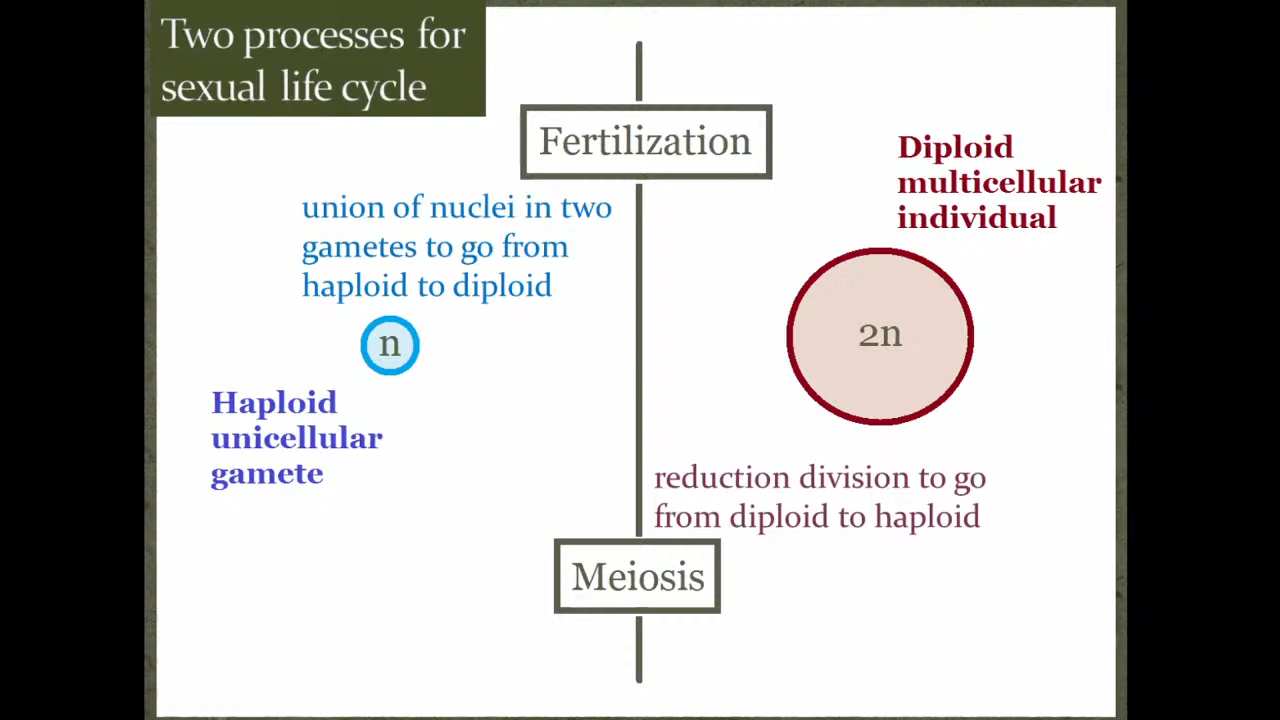 Two processes for
sexual life cycle
Fertilization
Diploid
multicellular
individual
union of nuclei in two
gametes to go from
haploid to diploid
n
2n
Haploid
unicellular
gamete
reduction division to go
from diploid to haploid
Meiosis